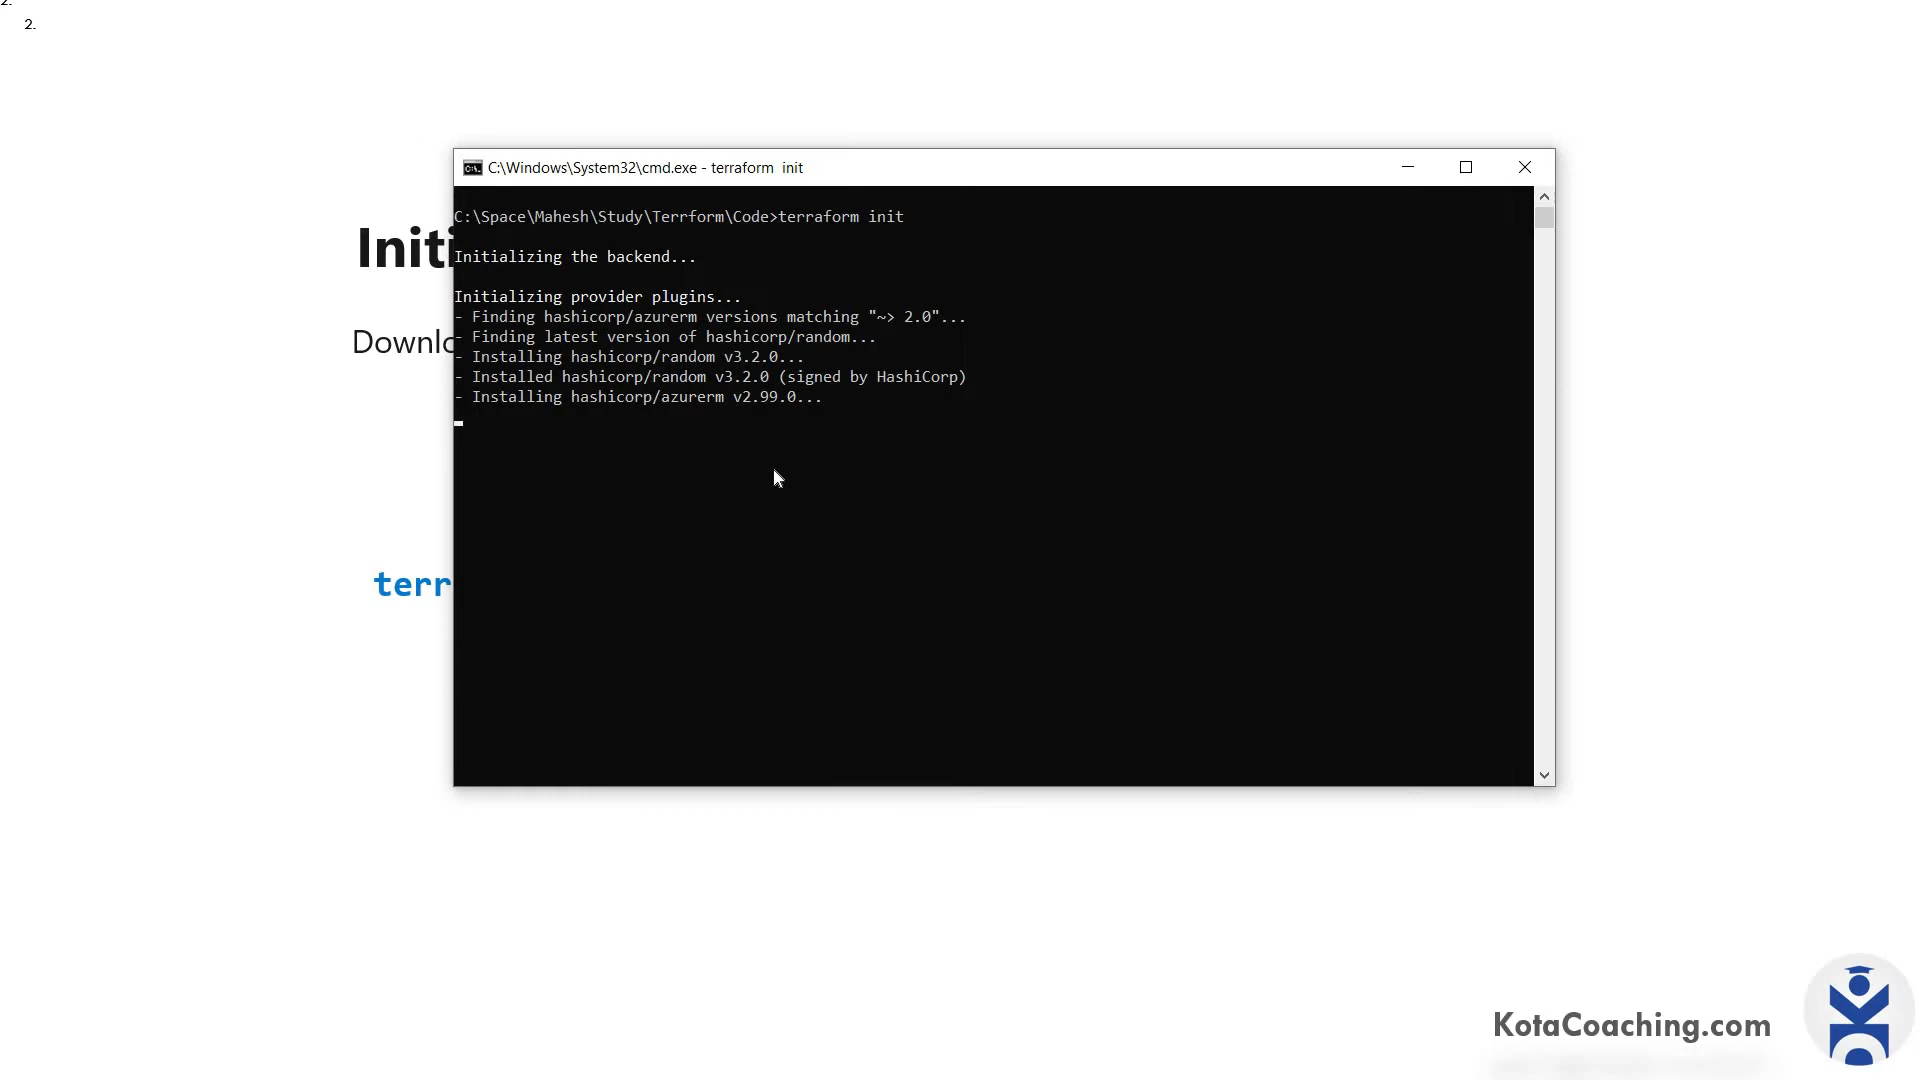 2.
2.
C:\Windows\System32\cmd.exe - terraform  init
C:\Space\Mahesh\Study\Terrform\Code>terraform init
Initializing the backend...
Initializing provider plugins...
- Finding hashicorp/azurerm versions matching "~> 2.0"...
- Finding latest version of hashicorp/random...
- Installing hashicorp/random v3.2.0...
- Installed hashicorp/random v3.2.0 (signed by HashiCorp)
- Installing hashicorp/azurerm v2.99.0...
Initi
Downlo
terr
KotaCoaching.com